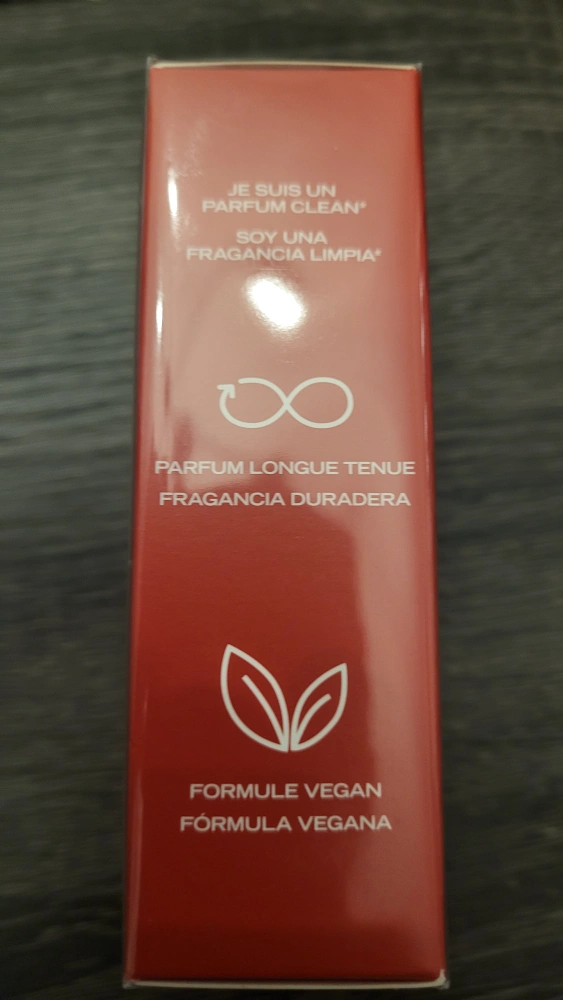 JE SUIS UN
PARFUM CLEAN*
SOY UNA
FRAGANCIA LIMPIA*
PARFUM LONGUE TENUE
FRAGANCIA DURADERA
FORMULE VEGAN
FÓRMULA VEGANA